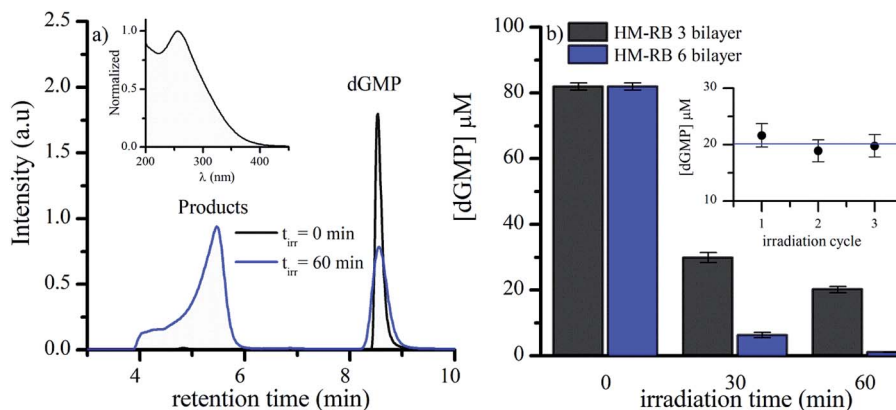 a)
2.5
2.0
1.5
1.0
0.5
0.0
Intensity (a.u)
4 6 8 10
retention time (min)
1.0
0.5
0.0
Normalized
200 300 400
λ (nm)
dGMP
Products
t_irr= 0 min
t_irr= 60 min
b)
HM-RB 3 bilayer
HM-RB 6 bilayer
100
80
60
40
20
0
[dGMP] μM
0 30 60
irradiation time (min)
30
20
10
[dGMP] μM
1 2 3
irradiation cycle